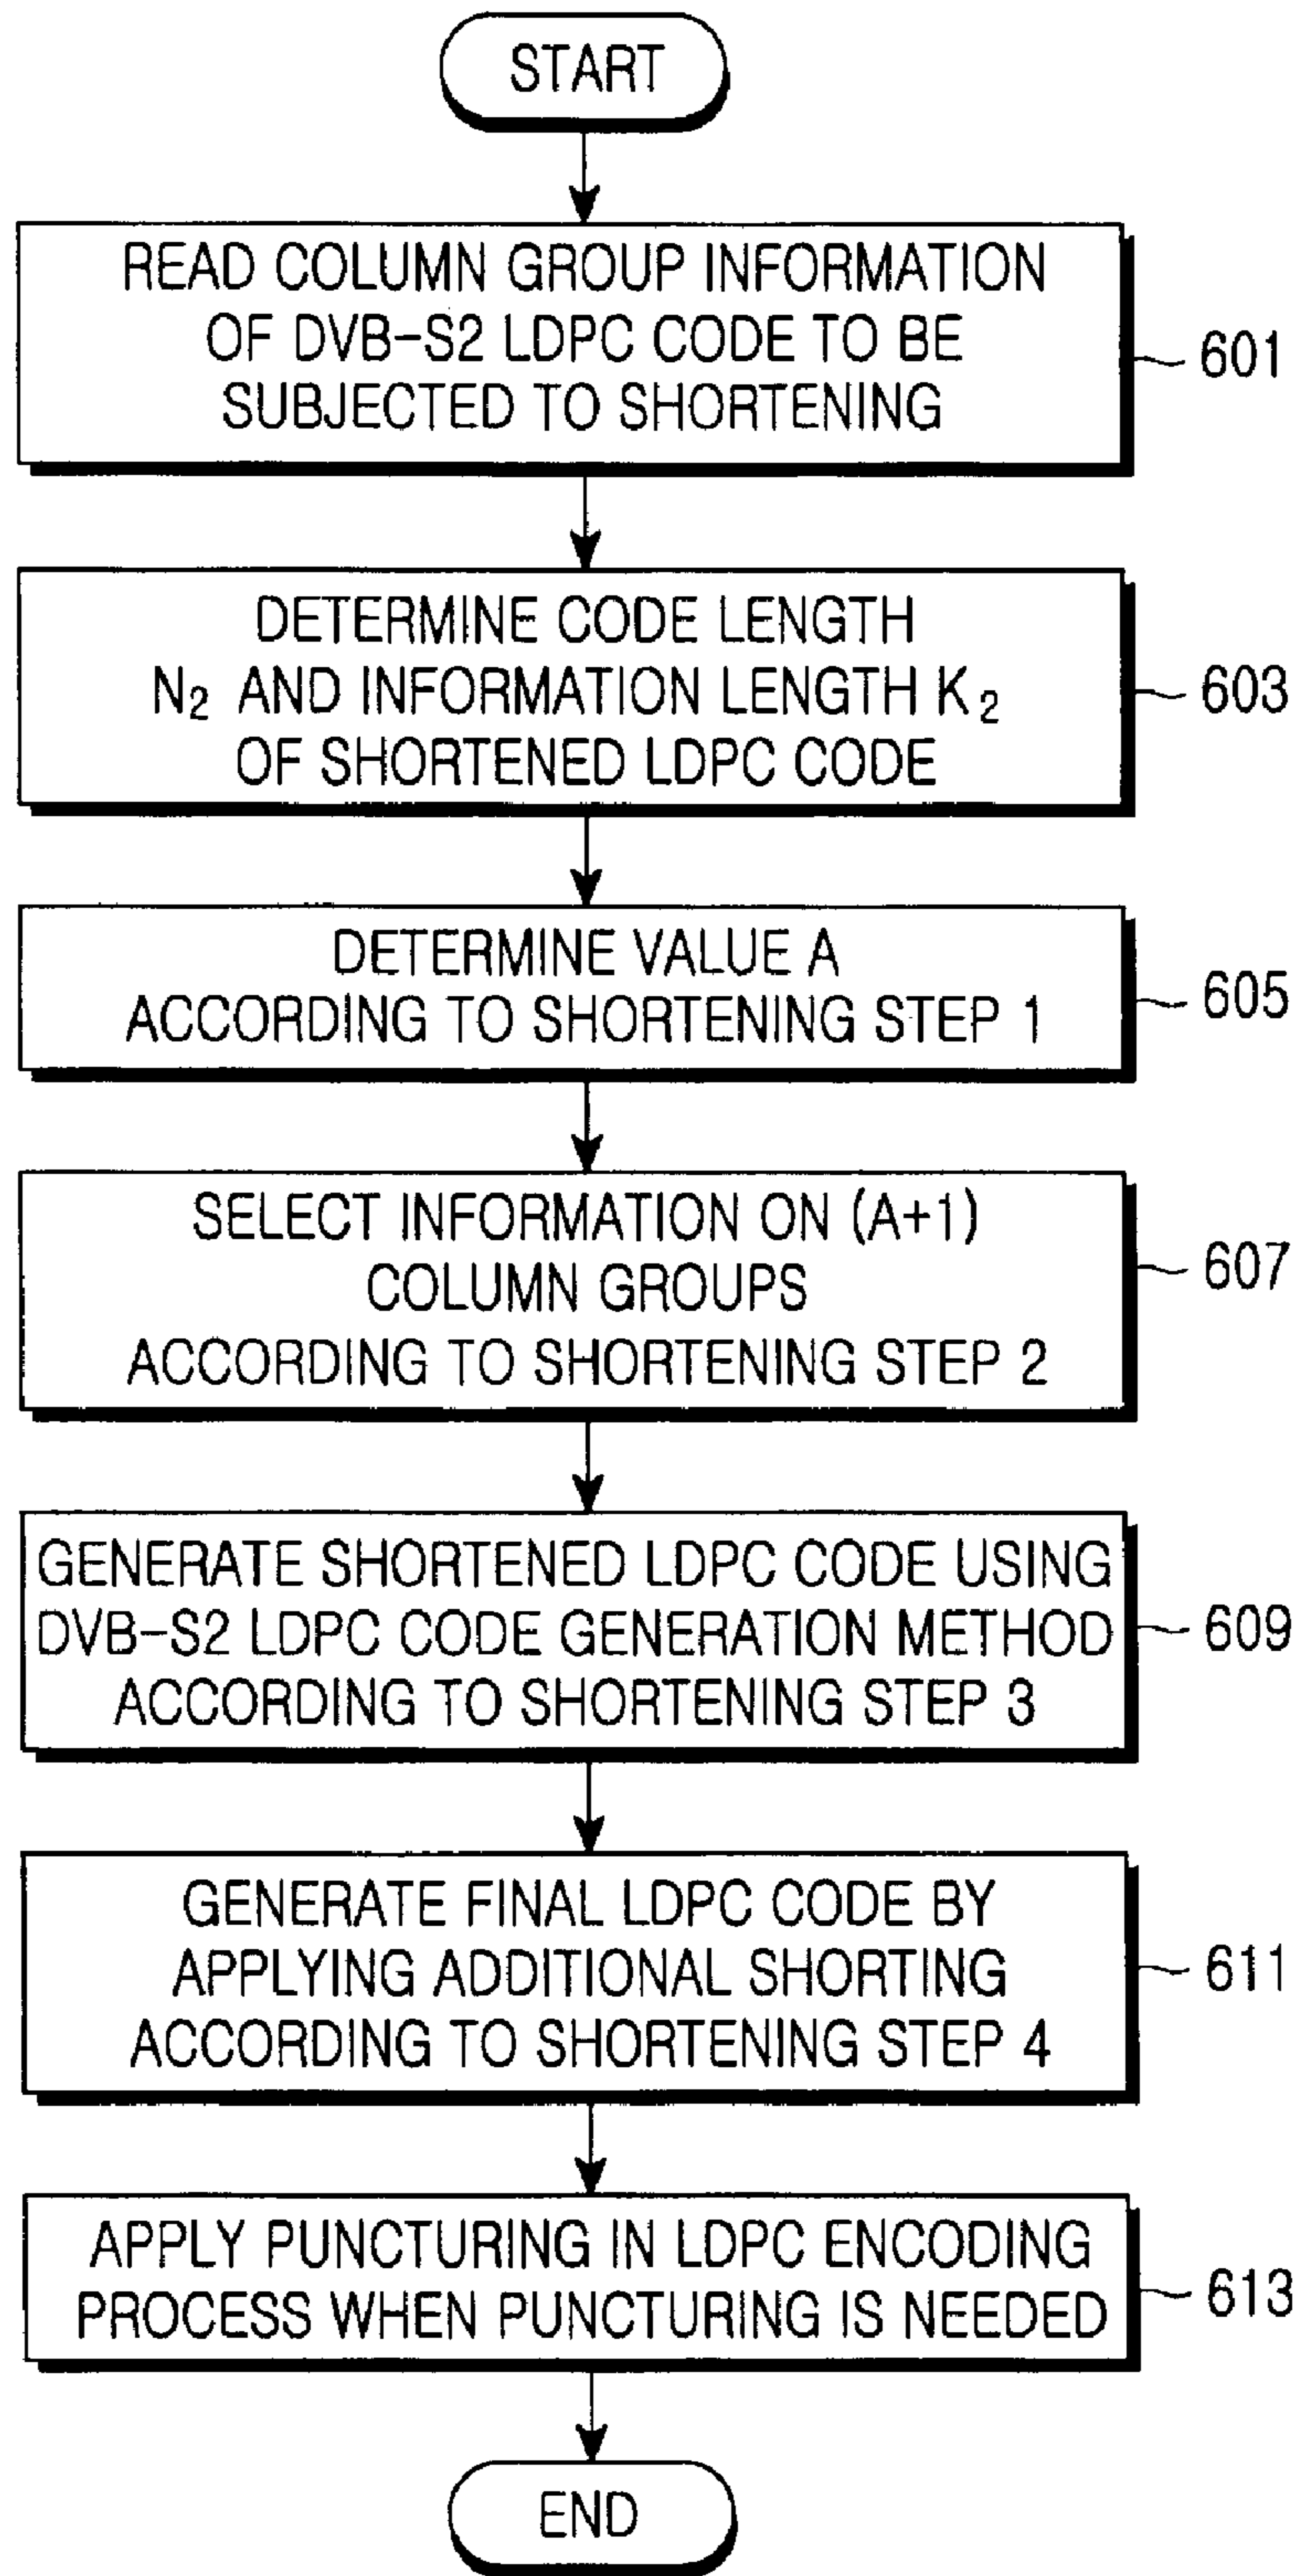 START
READ COLUMN GROUP INFORMATION
OF DVB-S2 LDPC CODE TO BE
SUBJECTED TO SHORTENING
601
DETERMINE CODE LENGTH
N₂ AND INFORMATION LENGTH K₂
OF SHORTENED LDPC CODE
603
DETERMINE VALUE A
ACCORDING TO SHORTENING STEP 1
605
SELECT INFORMATION ON (A+1)
COLUMN GROUPS
ACCORDING TO SHORTENING STEP 2
607
GENERATE SHORTENED LDPC CODE USING
DVB-S2 LDPC CODE GENERATION METHOD
ACCORDING TO SHORTENING STEP 3
609
GENERATE FINAL LDPC CODE BY
APPLYING ADDITIONAL SHORTING
ACCORDING TO SHORTENING STEP 4
611
APPLY PUNCTURING IN LDPC ENCODING
PROCESS WHEN PUNCTURING IS NEEDED
613
END